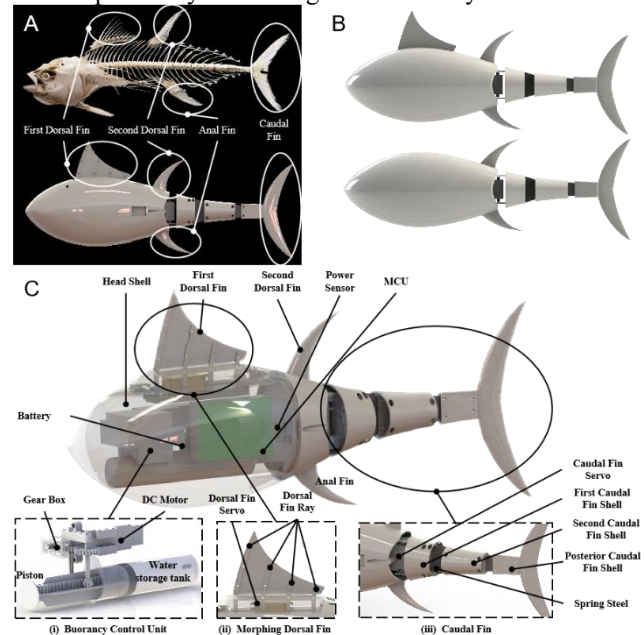 A
B
First Dorsal Fin
Second Dorsal Fin
Anal Fin
Caudal
Fin
C
Head Shell
First
Dorsal Fin
Second
Dorsal Fin
Power
Sensor
MCU
Battery
Anal Fin
Gear Box
DC Motor
Dorsal Fin
Servo
Dorsal
Fin Ray
Caudal Fin
Servo
First Caudal
Fin Shell
Second Caudal
Fin Shell
Posterior Caudal
Fin Shell
Spring Steel
Piston
Water
storage tank
(i) Buorancy Control Unit
(ii) Morphing Dorsal Fin
(iii) Caudal Fin